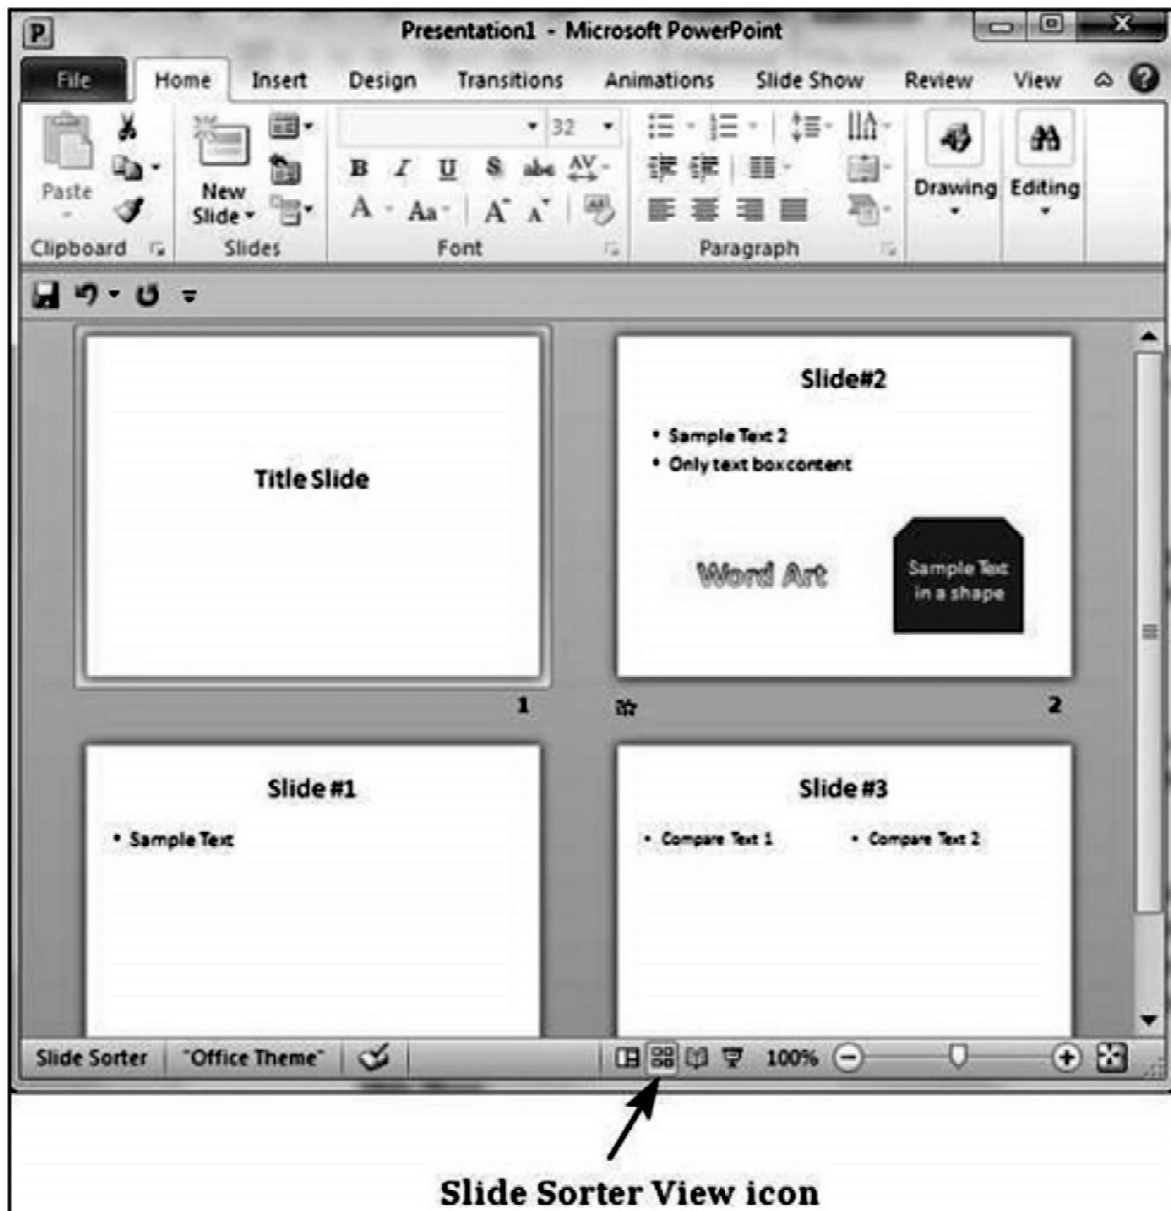 Presentation1 - Microsoft PowerPoint
File Home Insert Design Transitions Animations Slide Show Review View
32
B I U S abc AV
Paste New Slide Drawing Editing
A Aa A A
Clipboard Slides Font Paragraph
Title Slide
1
Slide#2
• Sample Text 2
• Only text box content
Word Art
Sample Text
in a shape
2
Slide #1
• Sample Text
Slide #3
• Compare Text 1 • Compare Text 2
Slide Sorter "Office Theme" 100%
Slide Sorter View icon